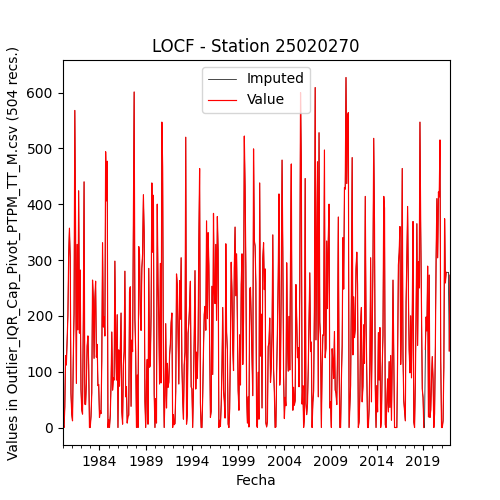 LOCF - Station 25020270
Imputed
Value
Values in Outlier_IQR_Cap_Pivot_PTPM_TT_M.csv (504 recs.)
600
500
400
300
200
100
0
1984 1989 1994 1999 2004 2009 2014 2019
Fecha